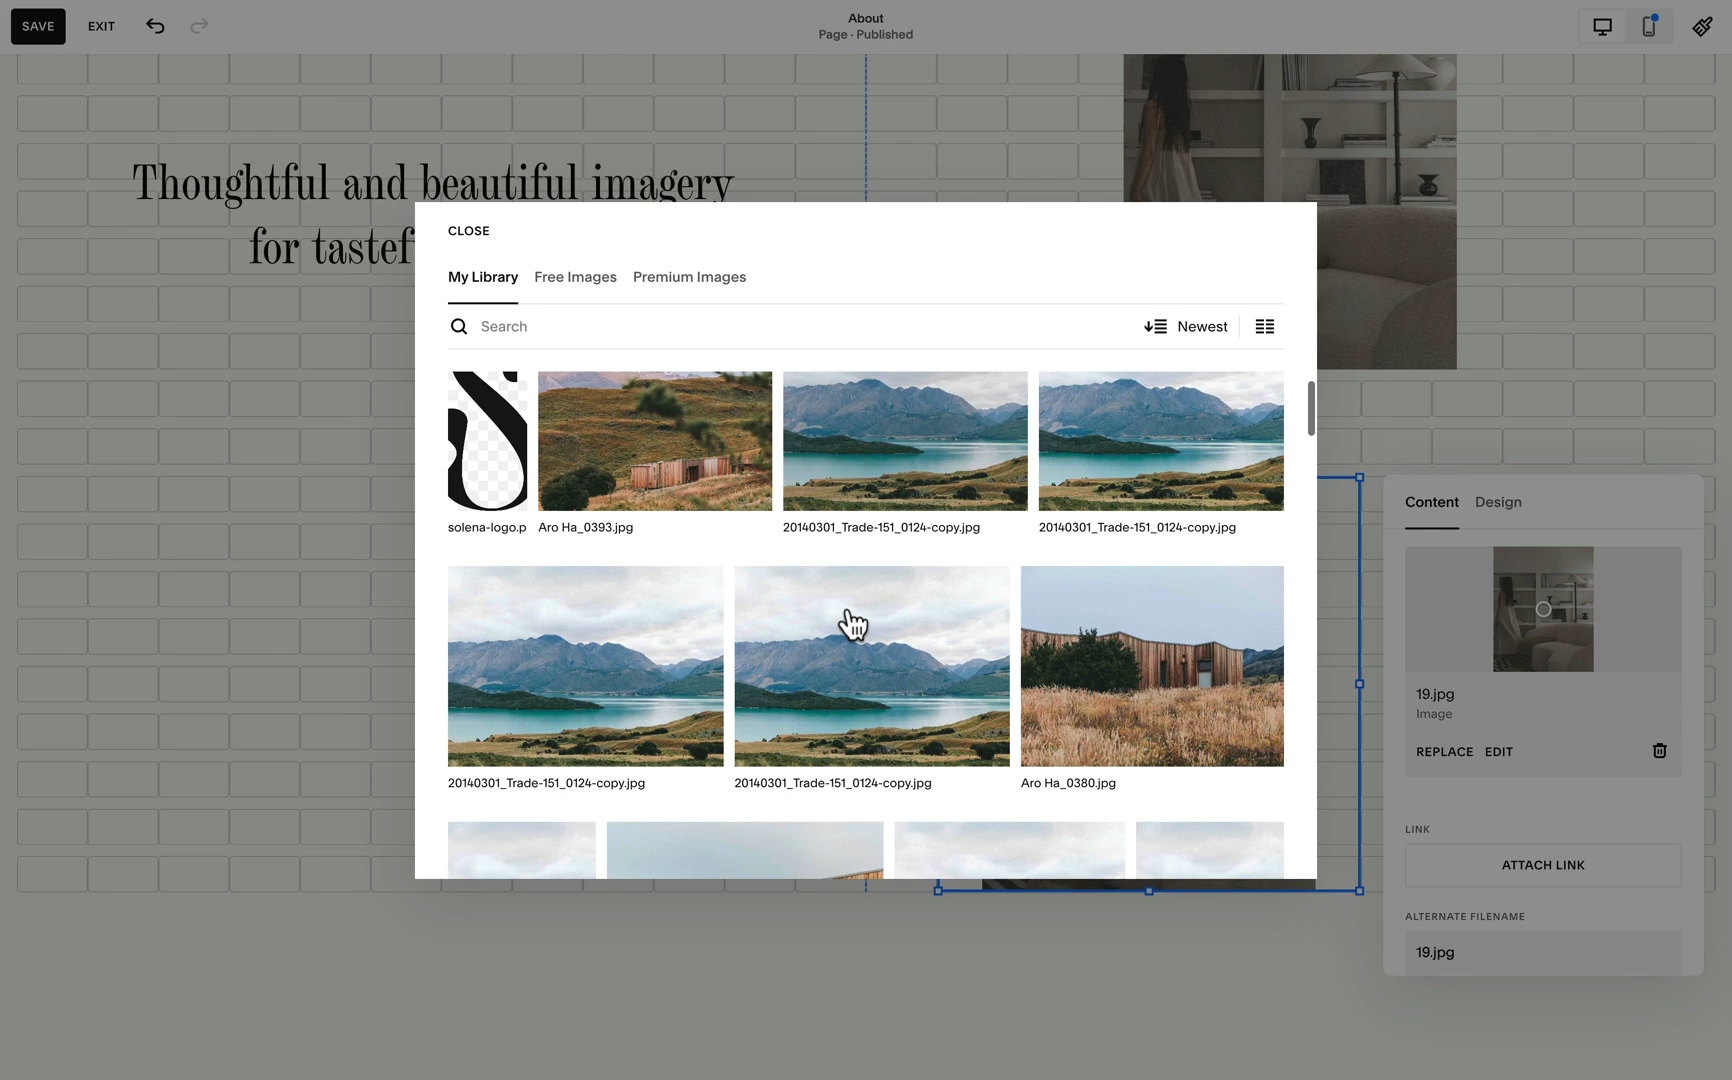 SAVE
EXIT
About
Page · Published
Thoughtful and beautiful imagery
for tastef
CLOSE
My Library
Free Images
Premium Images
Search
Newest
solena-logo.p
Aro Ha_0393.jpg
20140301_Trade-151_0124-copy.jpg
20140301_Trade-151_0124-copy.jpg
20140301_Trade-151_0124-copy.jpg
20140301_Trade-151_0124-copy.jpg
Aro Ha_0380.jpg
Content
Design
19.jpg
Image
REPLACE
EDIT
LINK
ATTACH LINK
ALTERNATE FILENAME
19.jpg